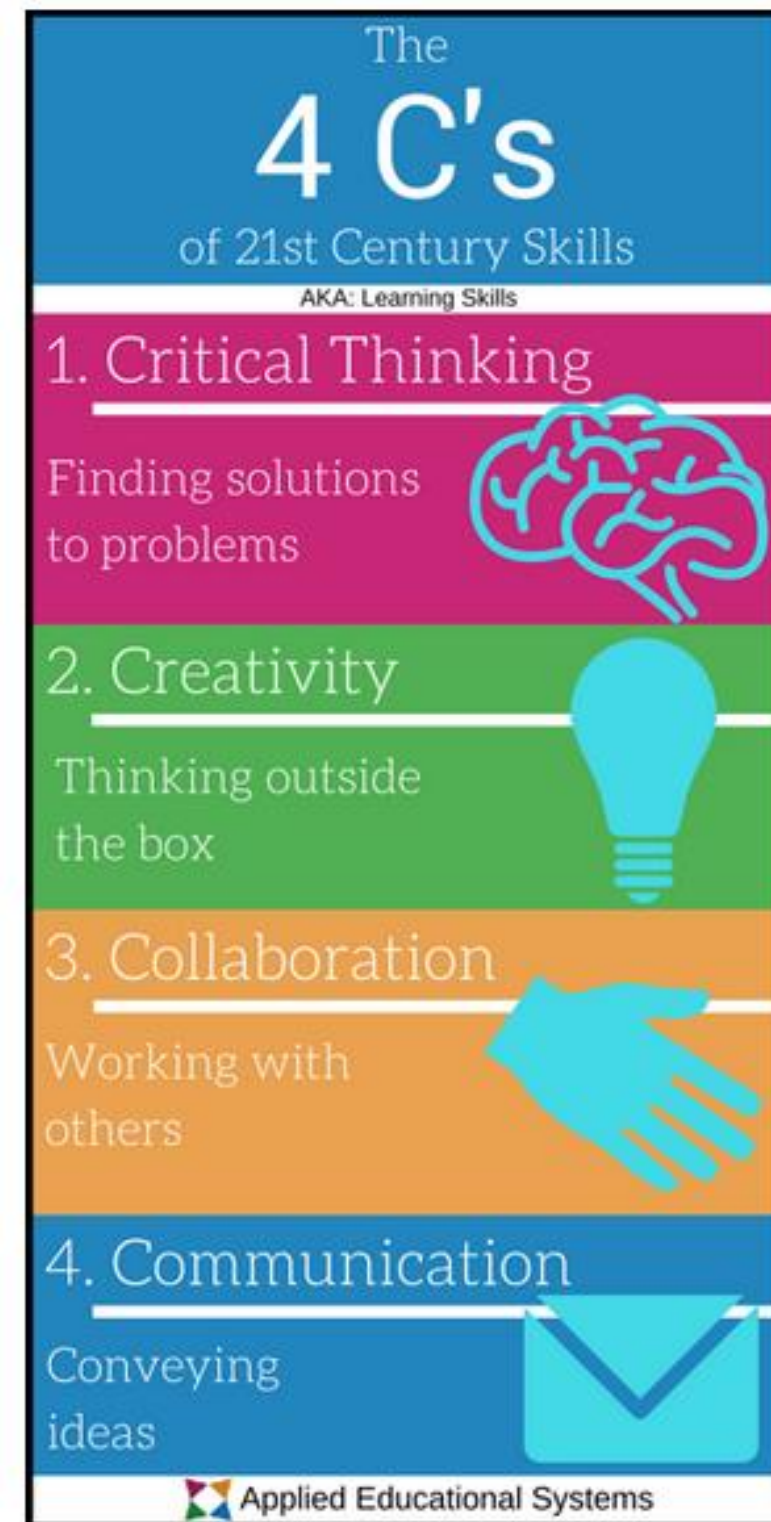 The
4 C's
of 21st Century Skills
AKA: Learning Skills
1. Critical Thinking
Finding solutions
to problems
2. Creativity
Thinking outside
the box
3. Collaboration
Working with
others
4. Communication
Conveying
ideas
Applied Educational Systems